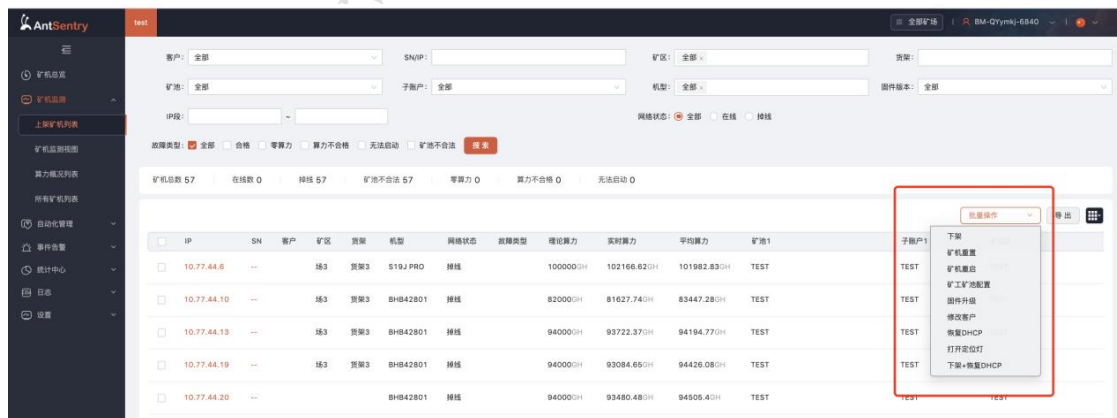 AntSentry
test
全部矿场 | BM-QYymkj-6840
矿机总览
矿机监测
上架矿机列表
矿机监测视图
算力概况列表
所有矿机列表
自动化管理
事件告警
统计中心
日志
设置
客户: 全部 SN/IP: 矿区: 全部 × 货架:
矿池: 全部 子账户: 全部 机型: 全部 × 固件版本: 全部
IP段: ~ 网络状态: 全部 在线 掉线
故障类型: 全部 合格 零算力 算力不合格 无法启动 矿池不合法 搜索
矿机总数 57 在线数 0 掉线 57 矿池不合法 57 零算力 0 算力不合格 0 无法启动 0
批量操作 导出
IP SN 客户 矿区 货架 机型 网络状态 故障类型 理论算力 实时算力 平均算力 矿池1 子账户1
10.77.44.6 -- 场3 货架3 S19J PRO 掉线 100000GH 102166.62GH 101982.83GH TEST TEST
10.77.44.10 -- 场3 货架3 BHB42801 掉线 82000GH 81627.74GH 83447.28GH TEST TEST
10.77.44.13 -- 场3 货架3 BHB42801 掉线 94000GH 93722.37GH 94194.77GH TEST TEST
10.77.44.19 -- 场3 货架3 BHB42801 掉线 94000GH 93084.65GH 94426.08GH TEST TEST
10.77.44.20 -- BHB42801 掉线 94000GH 93480.48GH 94505.4GH TEST TEST TEST
下架
矿机重置
矿机重启
矿工矿池配置
固件升级
修改客户
恢复DHCP
打开定位灯
下架+恢复DHCP